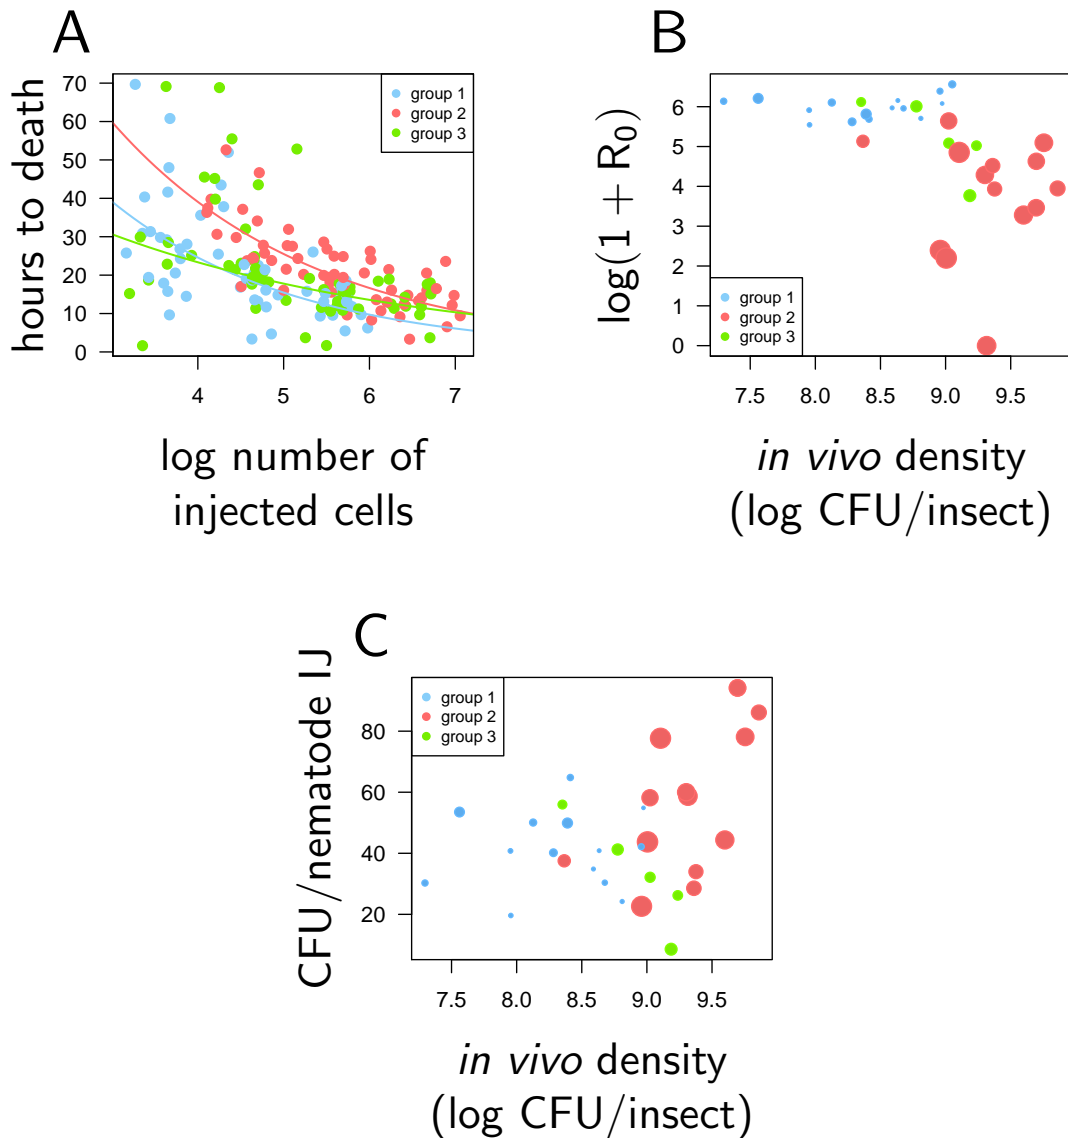 A
hours to death
70
60
50
40
30
20
10
0
group 1
group 2
group 3
4
5
6
7
log number of
injected cells
B
log(1 + R₀)
6
5
4
3
2
1
0
group 1
group 2
group 3
7.5
8.0
8.5
9.0
9.5
in vivo density
(log CFU/insect)
C
CFU/nematode IJ
80
60
40
20
group 1
group 2
group 3
7.5
8.0
8.5
9.0
9.5
in vivo density
(log CFU/insect)